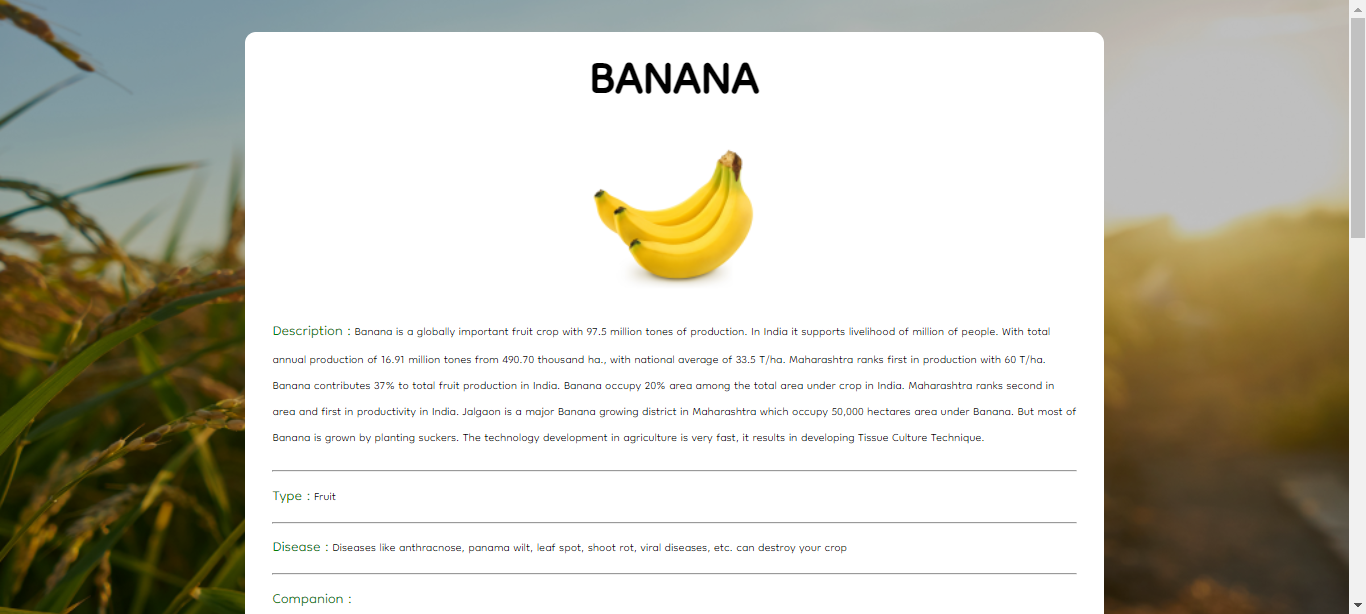 BANANA
Description : Banana is a globally important fruit crop with 97.5 million tones of production. In India it supports livelihood of million of people. With total
annual production of 16.91 million tones from 490.70 thousand ha., with national average of 33.5 T/ha. Maharashtra ranks first in production with 60 T/ha.
Banana contributes 37% to total fruit production in India. Banana occupy 20% area among the total area under crop in India. Maharashtra ranks second in
area and first in productivity in India. Jalgaon is a major Banana growing district in Maharashtra which occupy 50,000 hectares area under Banana. But most of
Banana is grown by planting suckers. The technology development in agriculture is very fast, it results in developing Tissue Culture Technique.
Type : Fruit
Disease : Diseases like anthracnose, panama wilt, leaf spot, shoot rot, viral diseases, etc. can destroy your crop
Companion :